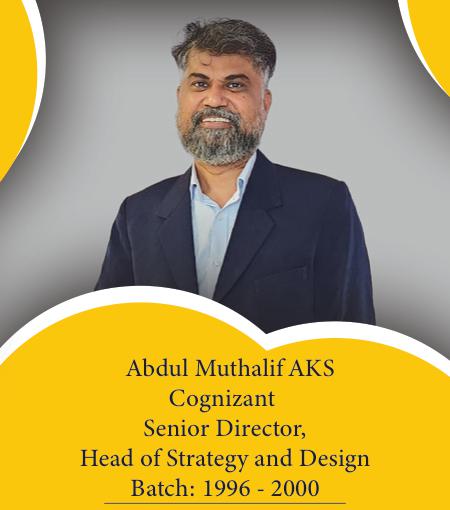 Abdul Muthalif AKS
Cognizant
Senior Director,
Head of Strategy and Design
Batch: 1996 - 2000